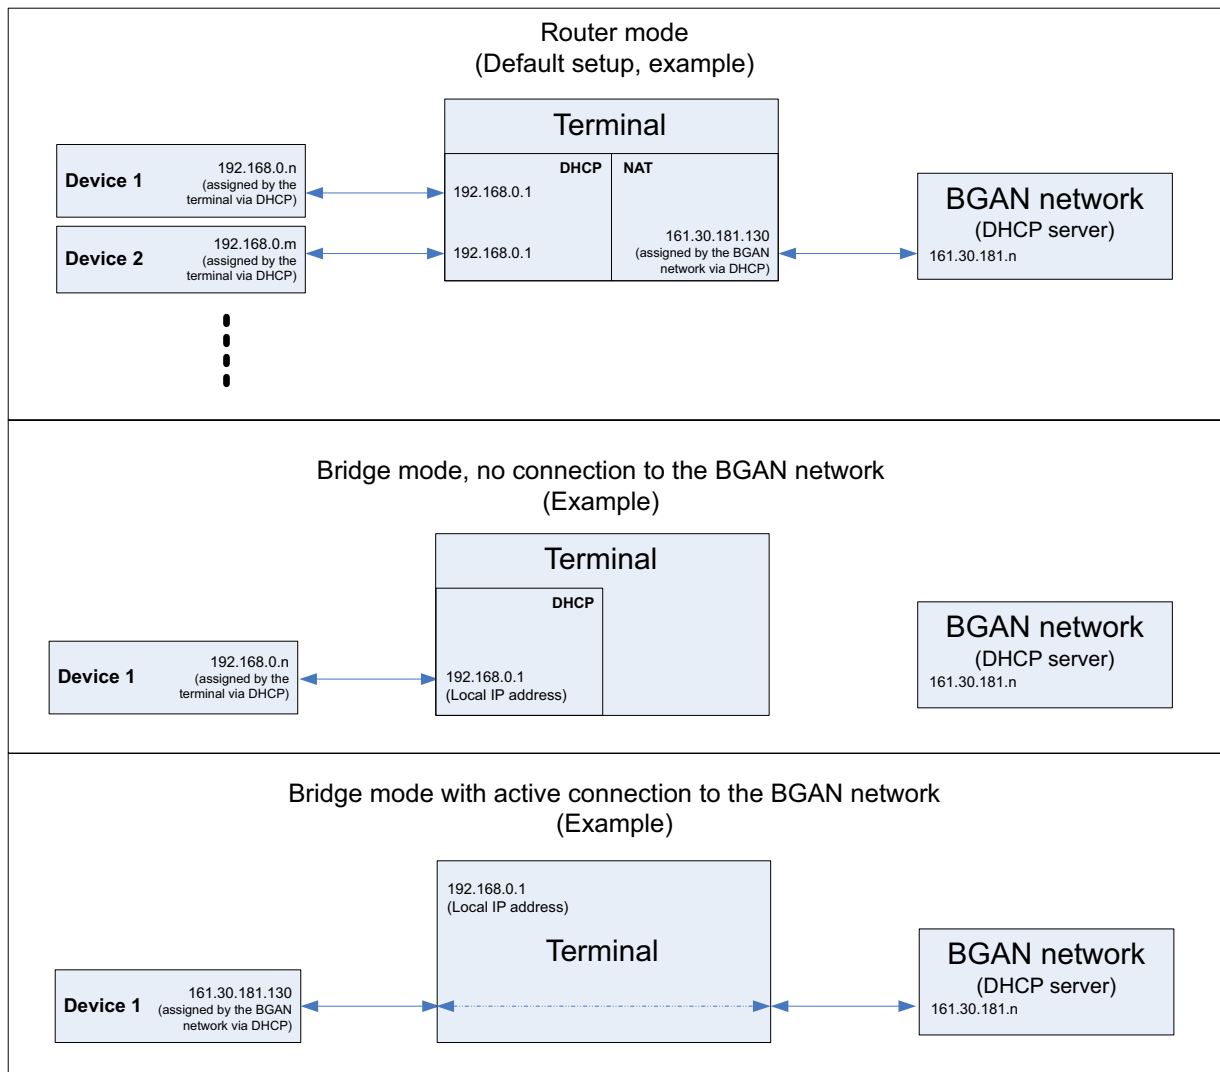 Router mode
(Default setup, example)
Terminal
DHCP
NAT
Device 1
192.168.0.n
(assigned by the
terminal via DHCP)
192.168.0.1
Device 2
192.168.0.m
(assigned by the
terminal via DHCP)
192.168.0.1
161.30.181.130
(assigned by the BGAN
network via DHCP)
BGAN network
(DHCP server)
161.30.181.n
Bridge mode, no connection to the BGAN network
(Example)
Terminal
DHCP
Device 1
192.168.0.n
(assigned by the
terminal via DHCP)
192.168.0.1
(Local IP address)
BGAN network
(DHCP server)
161.30.181.n
Bridge mode with active connection to the BGAN network
(Example)
192.168.0.1
(Local IP address)
Terminal
Device 1
161.30.181.130
(assigned by the BGAN
network via DHCP)
BGAN network
(DHCP server)
161.30.181.n